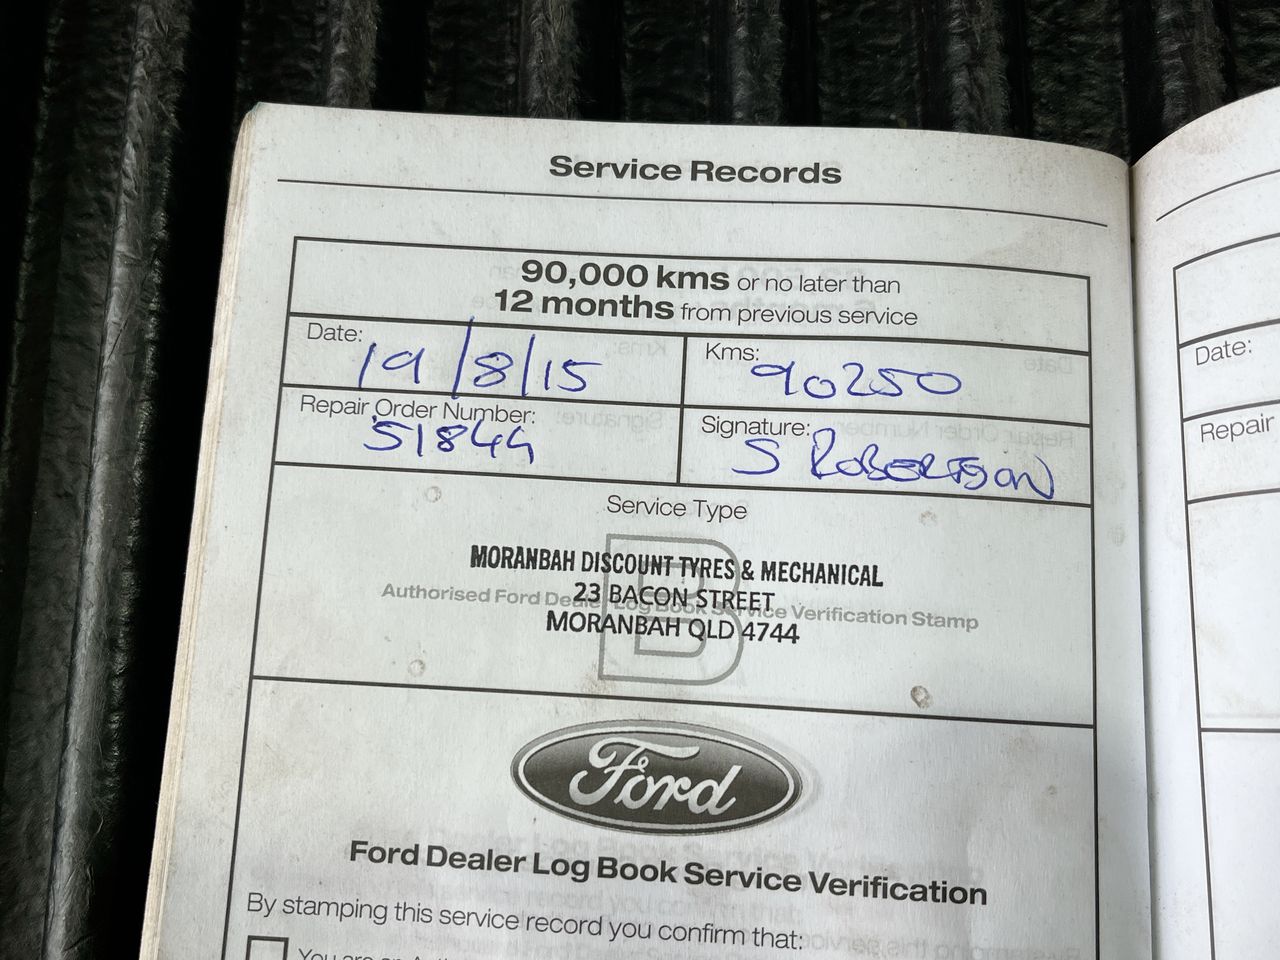 Service Records
90,000 kms or no later than
12 months from previous service
Date: 19/8/15
Kms: 90250
Repair Order Number: 51844
Signature: S ROBERTSON
Service Type
B
MORANBAH DISCOUNT TYRES & MECHANICAL
23 BACON STREET
Authorised Ford Dealer Log Book Service Verification Stamp
MORANBAH QLD 4744
Ford
Ford Dealer Log Book Service Verification
By stamping this service record you confirm that:
You are an
Date:
Repair